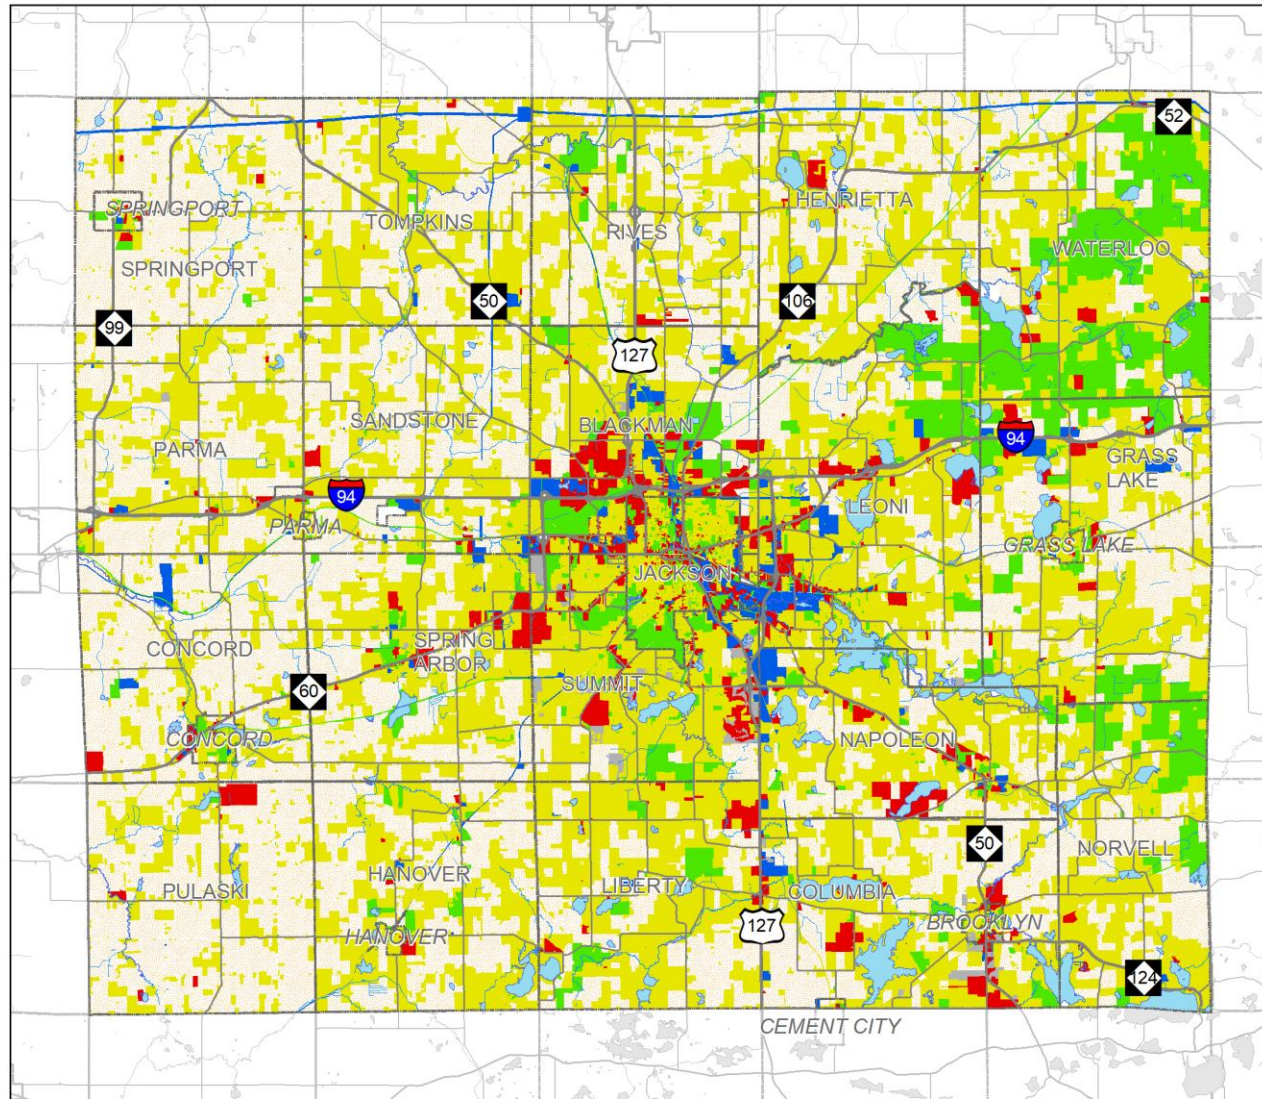 52
SPRINGPORT
HENRIETTA
TOMPKINS
RIVES
WATERLOO
SPRINGPORT
50
106
99
127
SANDSTONE
BLACKMAN
94
PARMA
GRASS
LAKE
94
LEONI
PARMA
GRASS LAKE
JACKSON
SPRING
ARBOR
CONCORD
60
SUMMIT
CONCORD
NAPOLEON
50
NORVELL
HANOVER
PULASKI
LIBERTY
COLUMBIA
127
BROOKLYN
HANOVER
124
CEMENT CITY